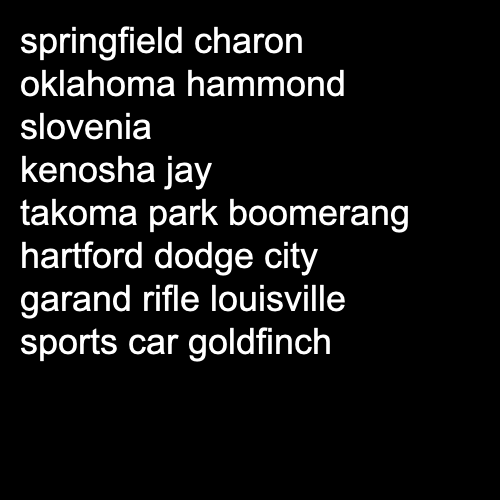 springfield charon
oklahoma hammond
slovenia
kenosha jay
takoma park boomerang
hartford dodge city
garand rifle louisville
sports car goldfinch